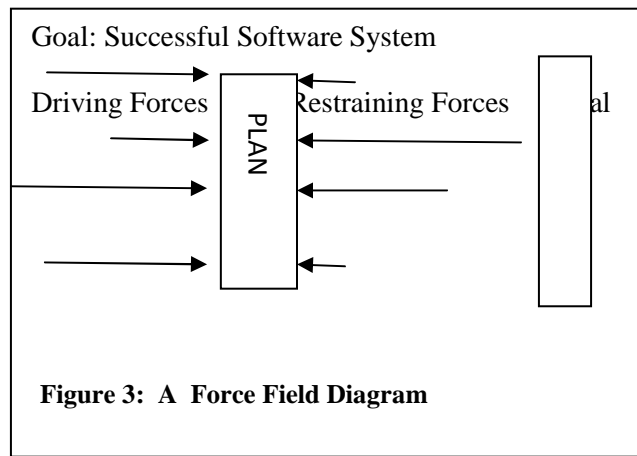 Goal: Successful Software System
Driving Forces Restraining Forces
PLAN
Figure 3: A Force Field Diagram